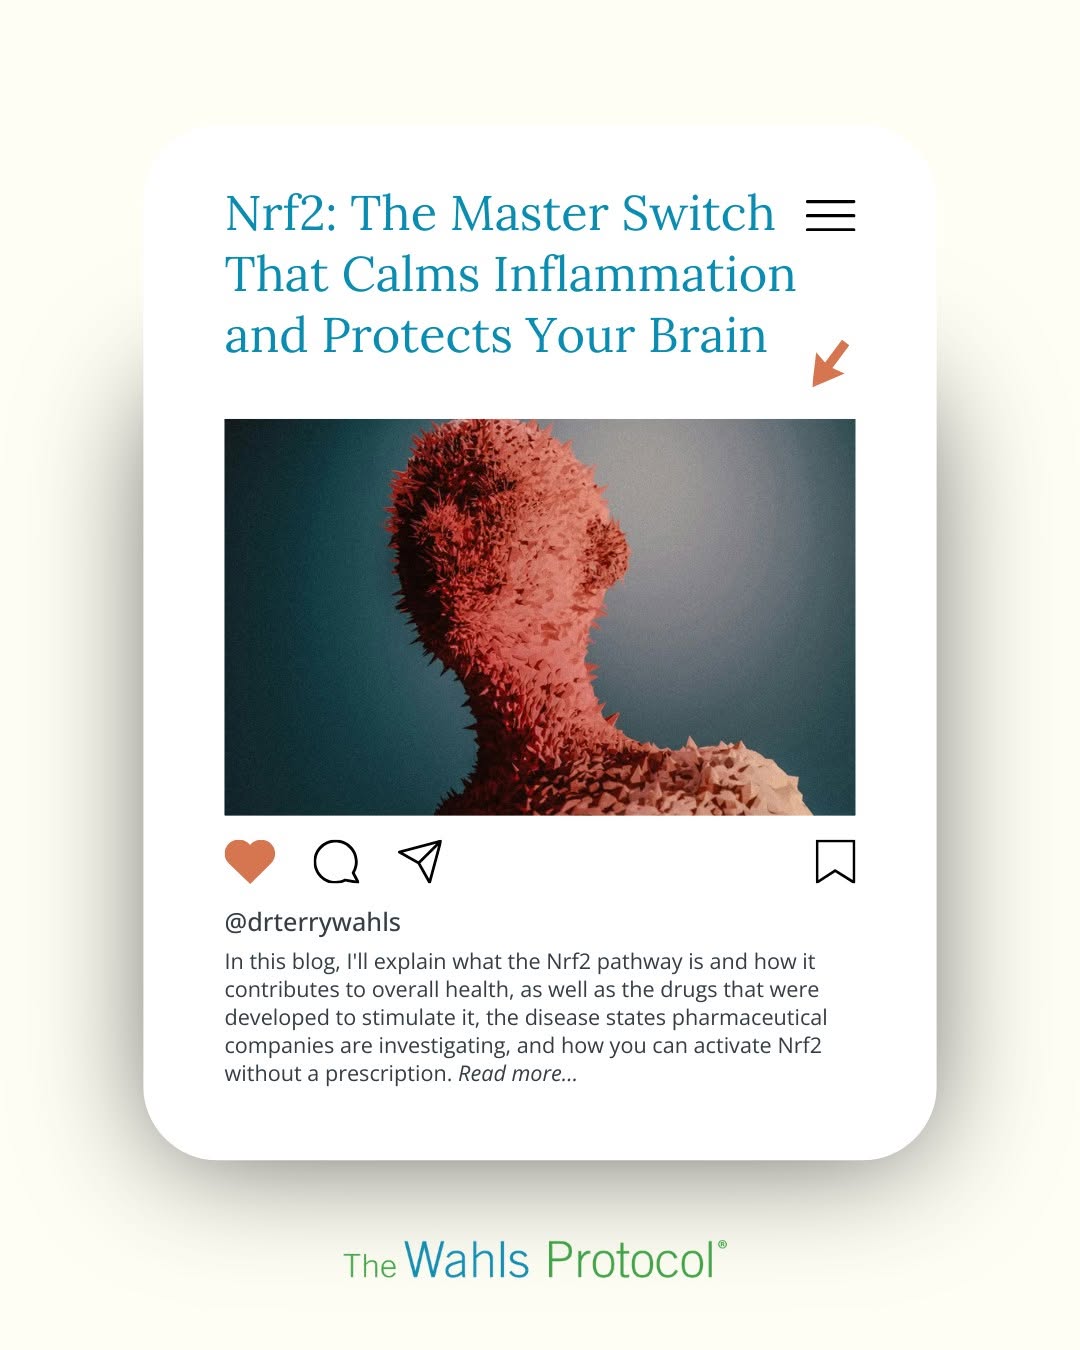 Nrf2: The Master Switch
That Calms Inflammation
and Protects Your Brain
@drterrywahls
In this blog, I'll explain what the Nrf2 pathway is and how it
contributes to overall health, as well as the drugs that were
developed to stimulate it, the disease states pharmaceutical
companies are investigating, and how you can activate Nrf2
without a prescription. Read more...
The Wahls Protocol®